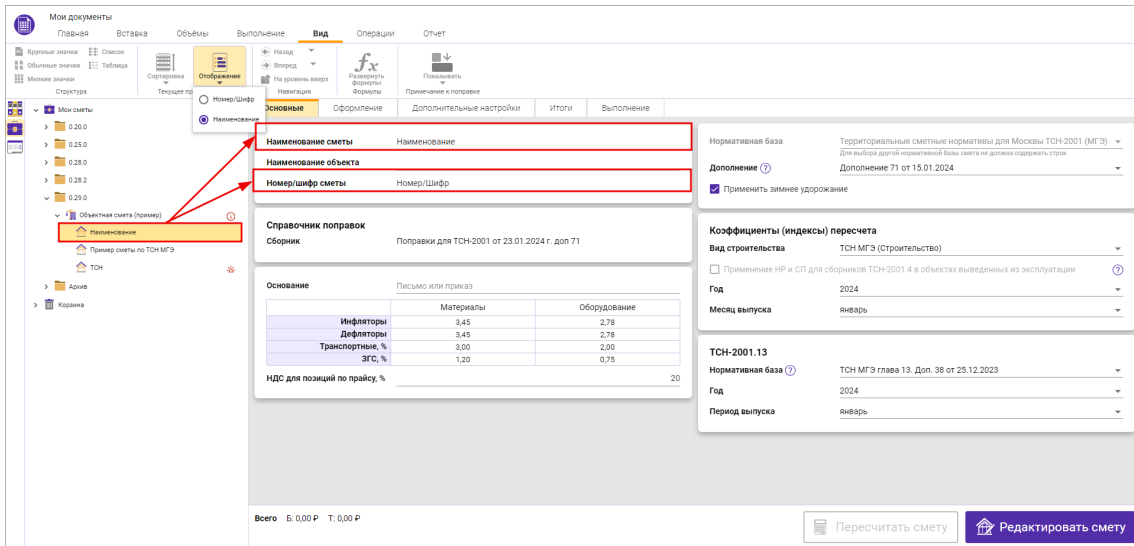 Мои документы
Главная Вставка Объёмы Выполнение Вид Операции Отчет
Крупные значки Список
Обычные значки Таблица
Мелкие значки
Структура
Сортировка
Отображение
Текущее пр
Номер/Шифр
Наименование
Назад
Вперед
На уровень вверх
Навигация
fx
Развернуть формулы
Формулы
Показывать
Примечание к поправке
Мои сметы
0.20.0
0.25.0
0.28.0
0.28.2
0.29.0
Объектная смета (пример)
Наименование
Пример сметы по ТСН МГЭ
ТСН
Архив
Корзина
Основные Оформление Дополнительные настройки Итоги Выполнение
Наименование сметы Наименование
Наименование объекта
Номер/шифр сметы Номер/Шифр
Справочник поправок
Сборник Поправки для ТСН-2001 от 23.01.2024 г. доп 71
Основание Письмо или приказ
Материалы Оборудование
Инфляторы 3,45 2,78
Дефляторы 3,45 2,78
Транспортные, % 3,00 2,00
ЗГС, % 1,20 0,75
НДС для позиций по прайсу, % 20
Нормативная база Территориальные сметные нормативы для Москвы ТСН-2001 (МГЭ)
Для выбора другой нормативной базы смета не должна содержать строк
Дополнение ? Дополнение 71 от 15.01.2024
Применить зимнее удорожание
Коэффициенты (индексы) пересчета
Вид строительства ТСН МГЭ (Строительство)
Применение НР и СП для сборников ТСН-2001.4 в объектах выведенных из эксплуатации ?
Год 2024
Месяц выпуска январь
ТСН-2001.13
Нормативная база ? ТСН МГЭ глава 13. Доп. 38 от 25.12.2023
Год 2024
Период выпуска январь
Всего Б: 0,00 ₽ Т: 0,00 ₽
Пересчитать смету
Редактировать смету